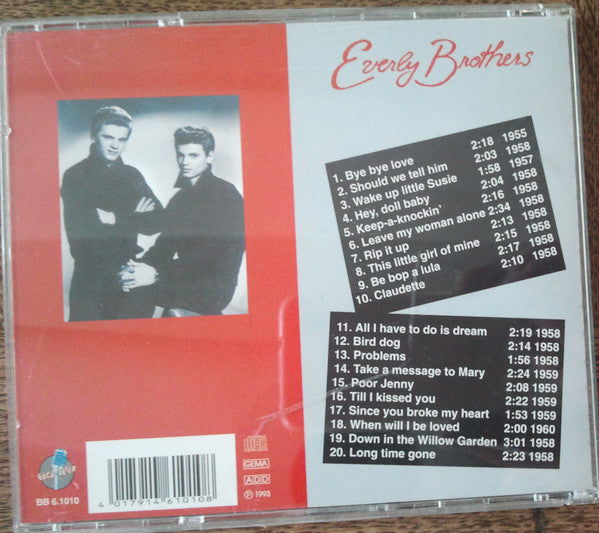 Everly Brothers
1. Bye bye love 2:18 1955
2. Should we tell him 2:03 1958
3. Wake up little Susie 1:58 1957
4. Hey, doll baby 2:04 1958
5. Keep-a-knockin' 2:16 1958
6. Leave my woman alone 2:34 1958
7. Rip it up 2:13 1958
8. This little girl of mine 2:15 1958
9. Be bop a lula 2:17 1958
10. Claudette 2:10 1958
11. All I have to do is dream 2:19 1958
12. Bird dog 2:14 1958
13. Problems 1:56 1958
14. Take a message to Mary 2:24 1959
15. Poor Jenny 2:08 1959
16. Till I kissed you 2:22 1959
17. Since you broke my heart 1:53 1959
18. When will I be loved 2:00 1960
19. Down in the Willow Garden 3:01 1958
20. Long time gone 2:23 1958
BB 6.1010
4 017914 610108
disc
GEMA
ADD
Ⓟ 1993